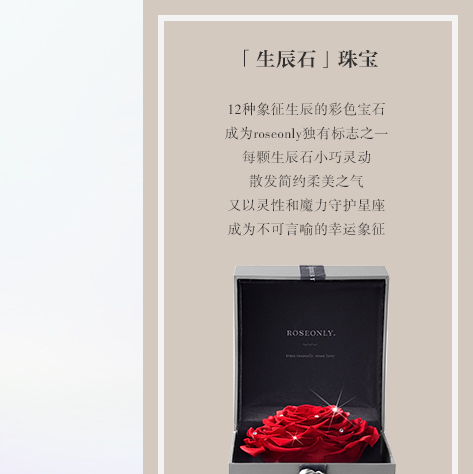 「生辰石」珠宝
12种象征生辰的彩色宝石
成为roseonly独有标志之一
每颗生辰石小巧灵动
散发简约柔美之气
又以灵性和魔力守护星座
成为不可言喻的幸运象征
ROSEONLY.